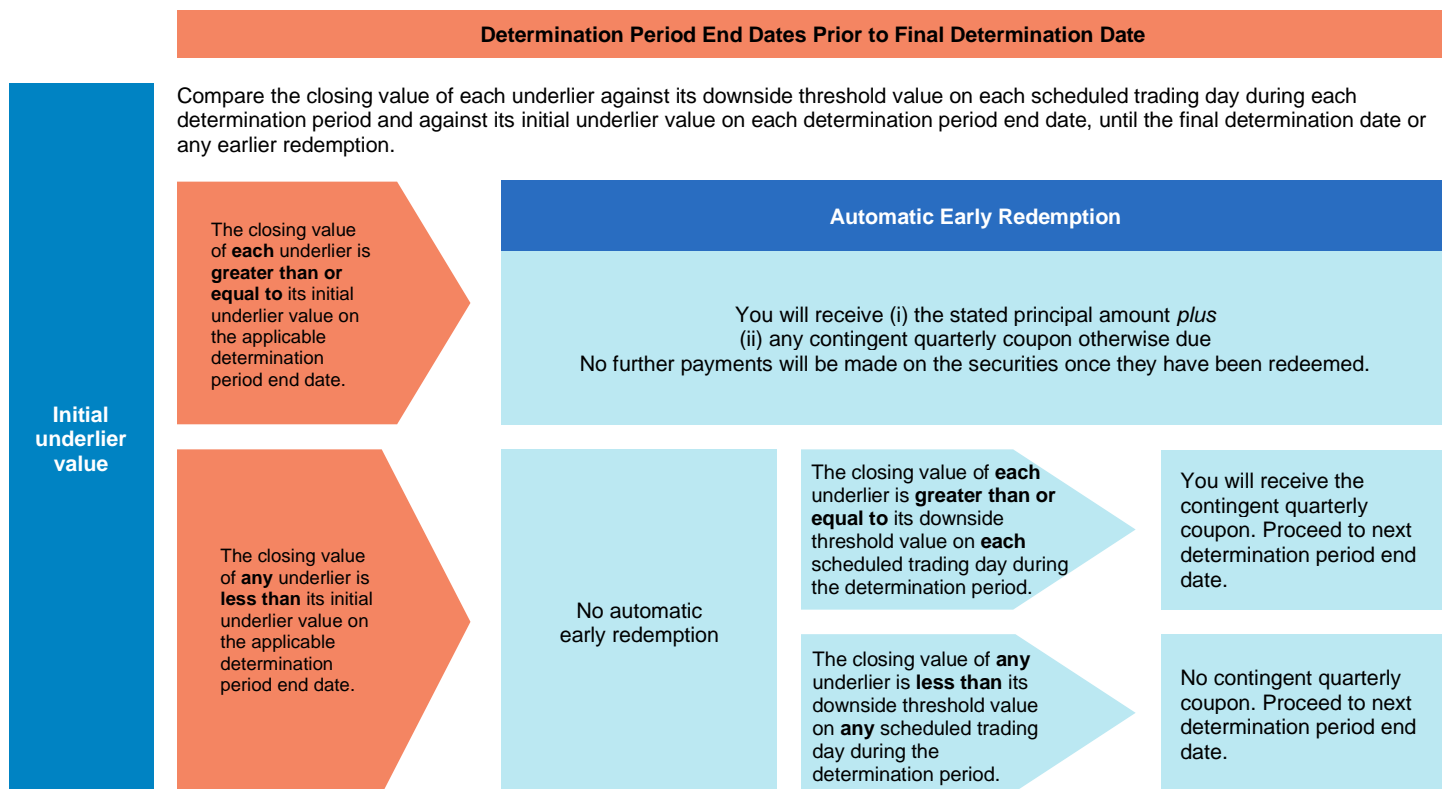 Determination Period End Dates Prior to Final Determination Date
Compare the closing value of each underlier against its downside threshold value on each scheduled trading day during each
determination period and against its initial underlier value on each determination period end date, until the final determination date or
any earlier redemption.
Initial
underlier
value
The closing value
of each underlier is
greater than or
equal to its initial
underlier value on
the applicable
determination
period end date.
Automatic Early Redemption
You will receive (i) the stated principal amount plus
(ii) any contingent quarterly coupon otherwise due
No further payments will be made on the securities once they have been redeemed.
The closing value
of any underlier is
less than its initial
underlier value on
the applicable
determination
period end date.
No automatic
early redemption
The closing value of each
underlier is greater than or
equal to its downside
threshold value on each
scheduled trading day during
the determination period.
You will receive the
contingent quarterly
coupon. Proceed to next
determination period end
date.
The closing value of any
underlier is less than its
downside threshold value
on any scheduled trading
day during the
determination period.
No contingent quarterly
coupon. Proceed to next
determination period end
date.